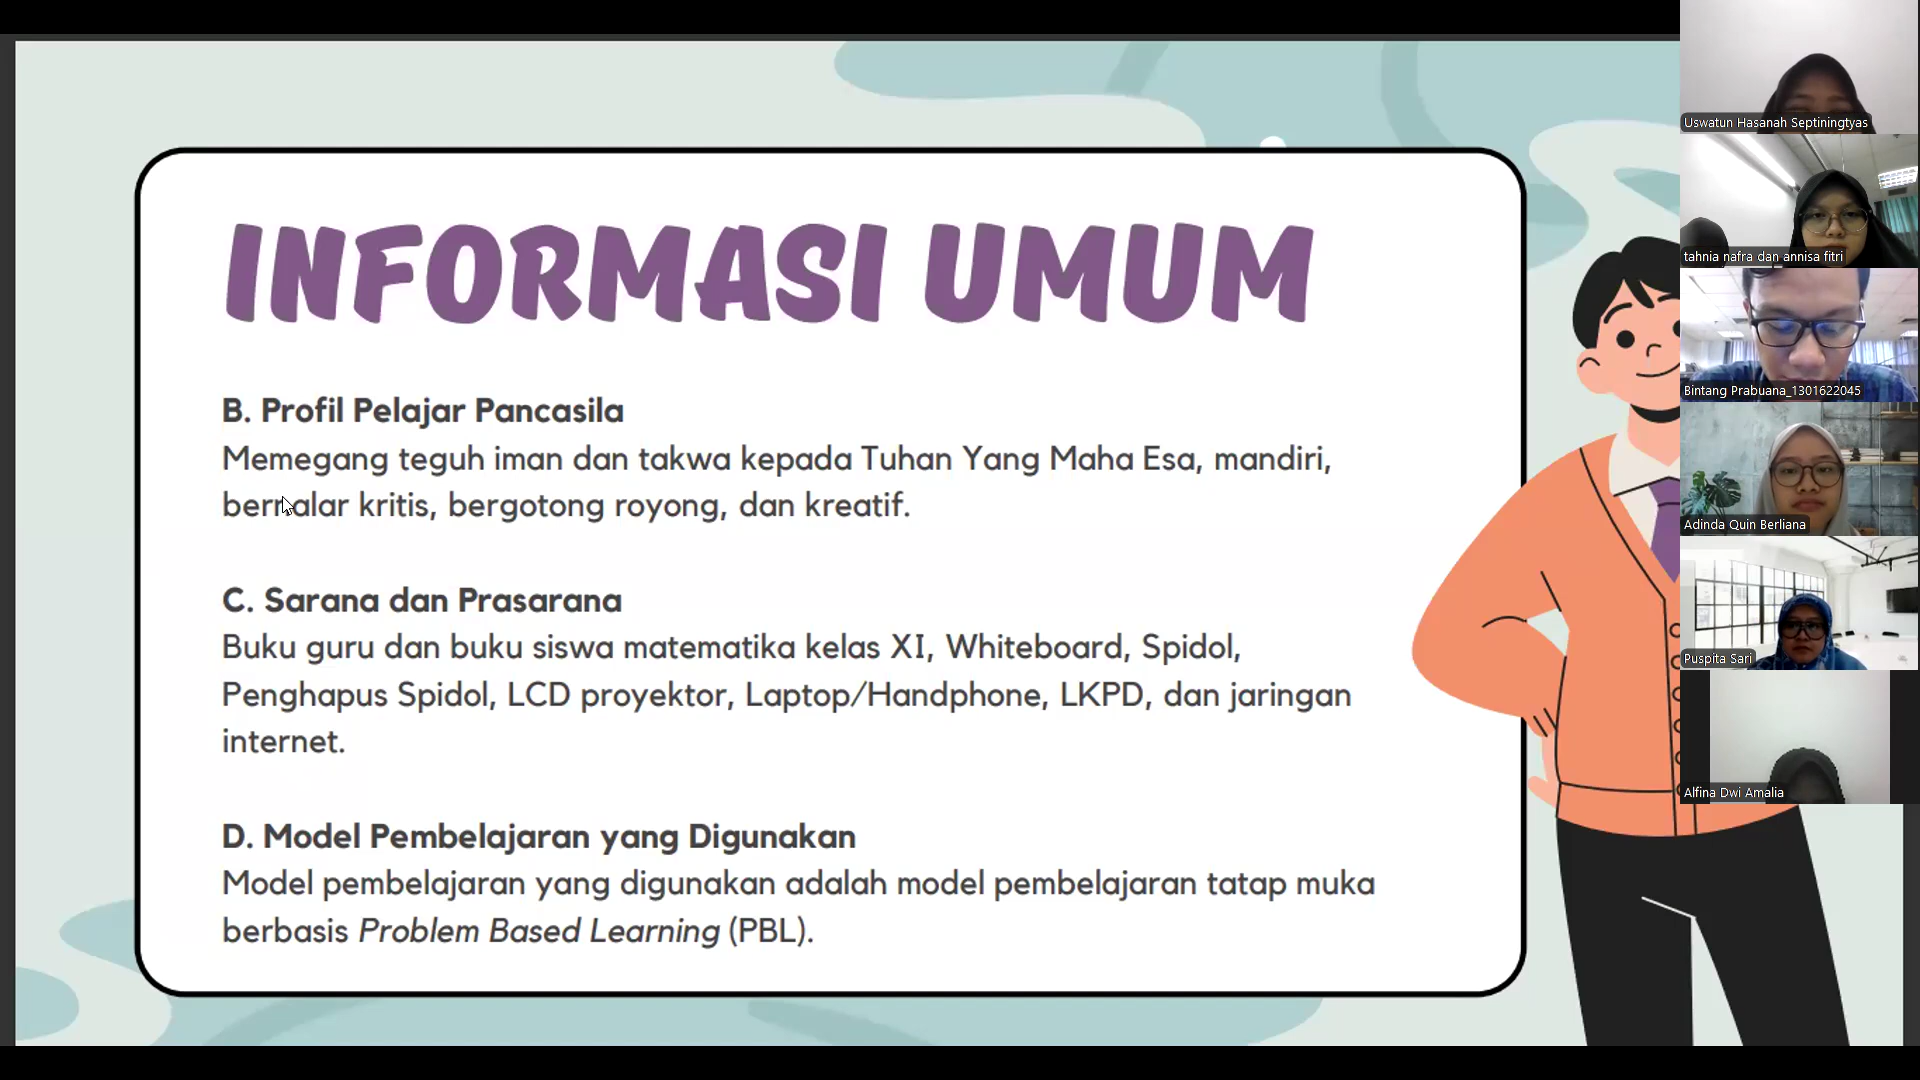 INFORMASI UMUM
B. Profil Pelajar Pancasila
Memegang teguh iman dan takwa kepada Tuhan Yang Maha Esa, mandiri,
bernalar kritis, bergotong royong, dan kreatif.
C. Sarana dan Prasarana
Buku guru dan buku siswa matematika kelas XI, Whiteboard, Spidol,
Penghapus Spidol, LCD proyektor, Laptop/Handphone, LKPD, dan jaringan
internet.
D. Model Pembelajaran yang Digunakan
Model pembelajaran yang digunakan adalah model pembelajaran tatap muka
berbasis Problem Based Learning (PBL).
Uswatun Hasanah Septiningtyas
tahnia nafra dan annisa fitri
Bintang Prabuana_1301622045
Adinda Quin Berliana
Puspita Sari
Alfina Dwi Amalia